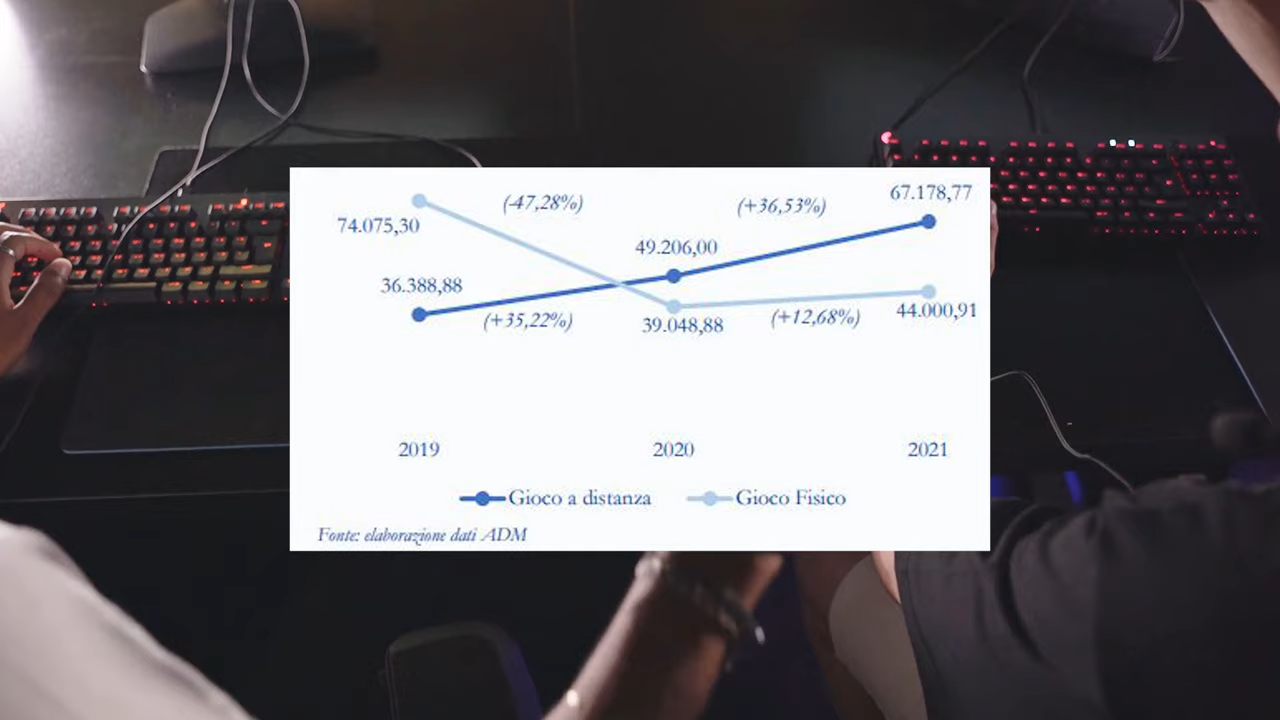 (-47,28%) (+36,53%) 67.178,77
74.075,30
49.206,00
36.388,88
(+35,22%) 39.048,88 (+12,68%) 44.000,91
2019 2020 2021
Gioco a distanza Gioco Fisico
Fonte: elaborazione dati ADM